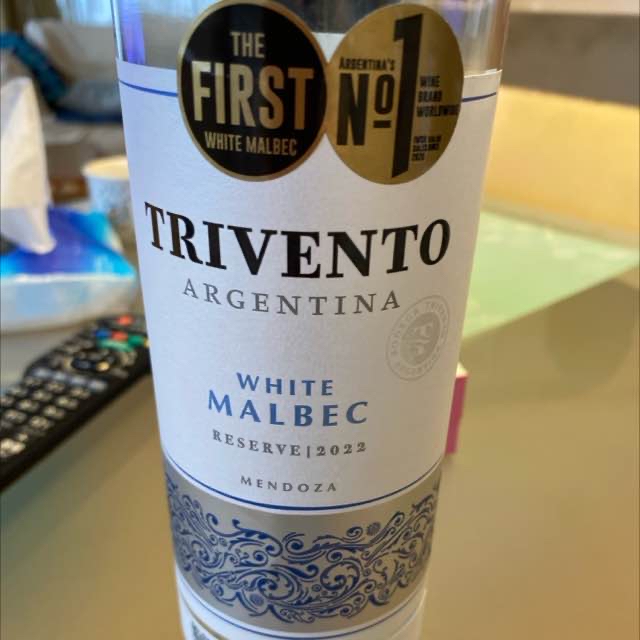 THE
FIRST
WHITE MALBEC
ARGENTINA'S
Nº1
WINE
BRAND
WORLDWIDE
TRIVENTO
ARGENTINA
WHITE
MALBEC
RESERVE|2022
MENDOZA